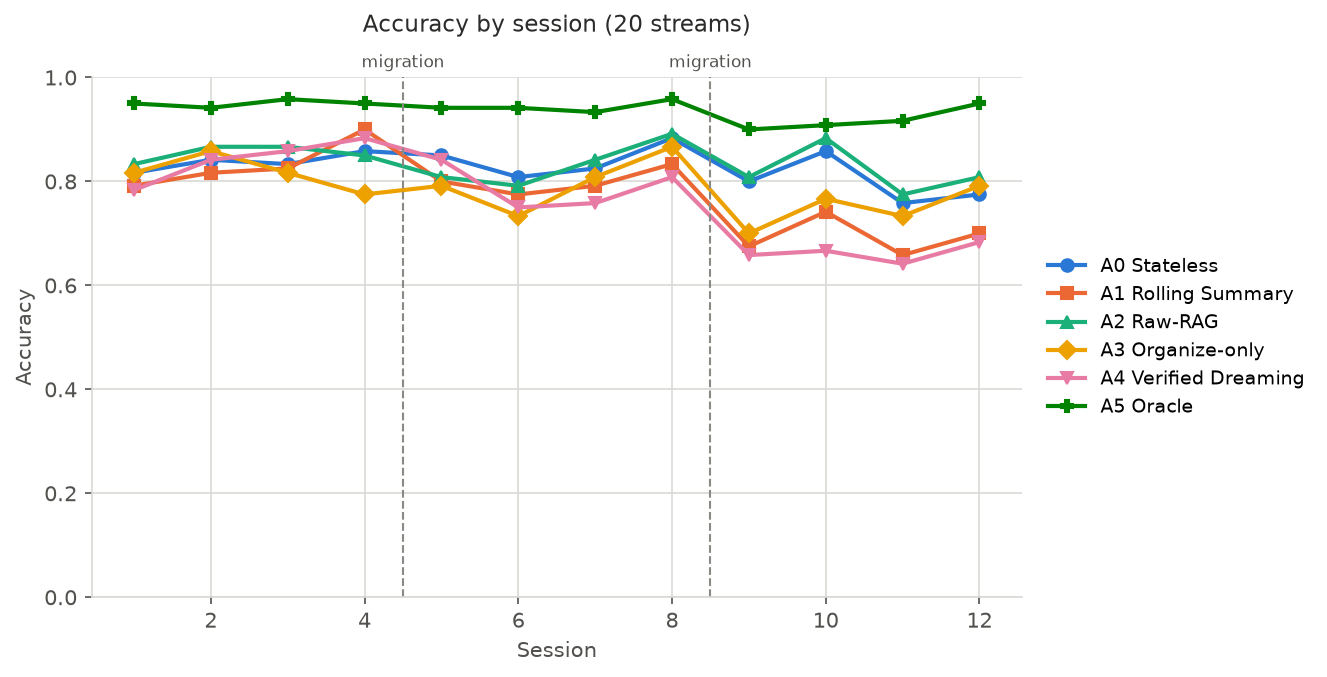 Accuracy by session (20 streams)
migration migration
1.0
0.8
0.6
0.4
0.2
0.0
Accuracy
2 4 6 8 10 12
Session
A0 Stateless
A1 Rolling Summary
A2 Raw-RAG
A3 Organize-only
A4 Verified Dreaming
A5 Oracle